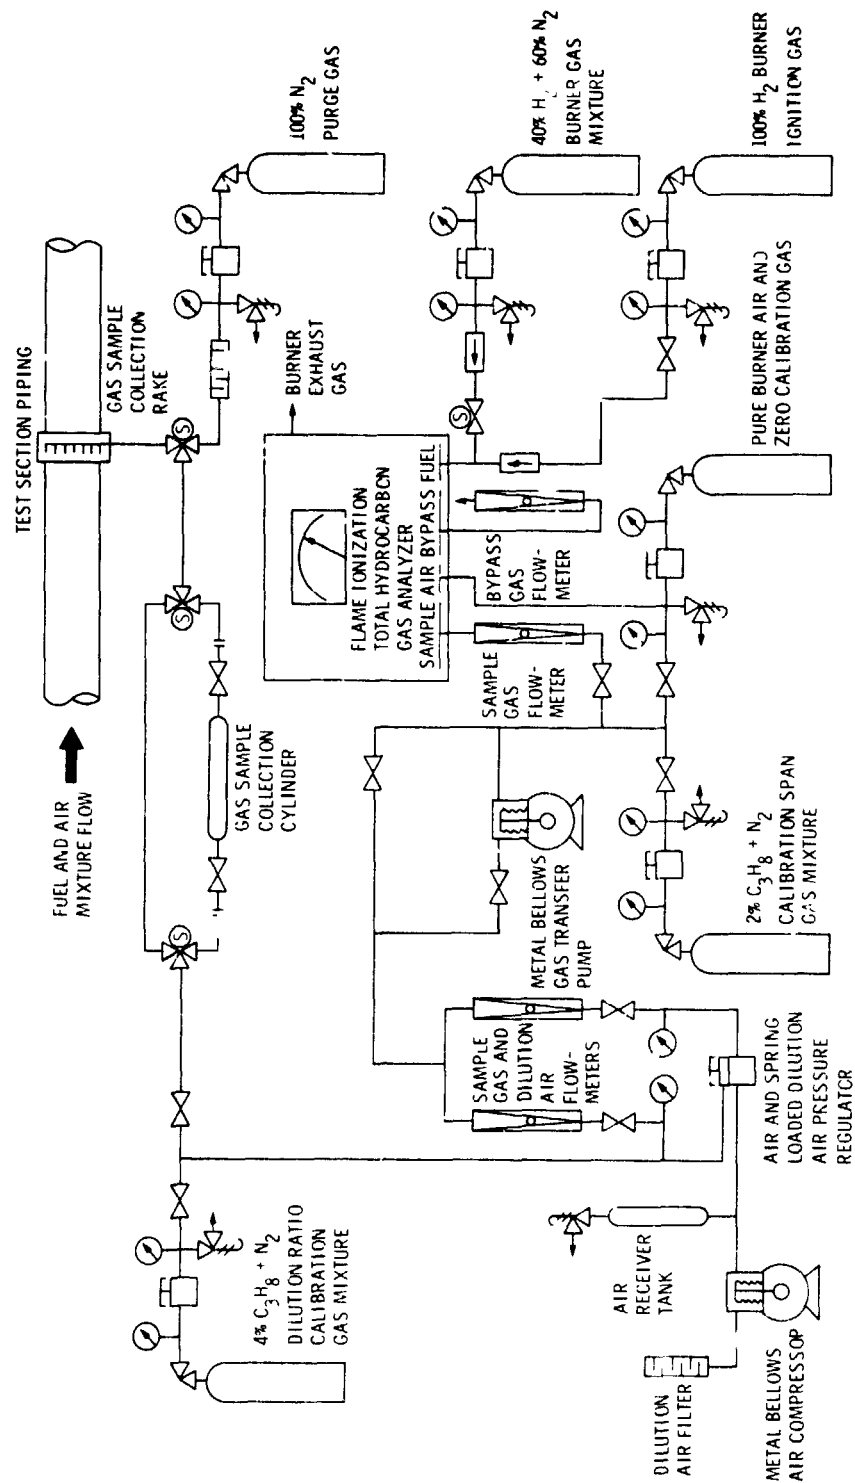 TEST SECTION PIPING
FUEL AND AIR
MIXTURE FLOW
GAS SAMPLE
COLLECTION
RAKE
100% N2
PURGE GAS
S
S
S
GAS SAMPLE
COLLECTION
CYLINDER
BURNER
EXHAUST
GAS
40% H2 + 60% N2
BURNER GAS
MIXTURE
4% C3H8 + N2
DILUTION RATIO
CALIBRATION
GAS MIXTURE
FLAME IONIZATION
TOTAL HYDROCARBON
GAS ANALYZER
SAMPLE AIR BYPASS FUEL
S
SAMPLE
GAS
FLOW-
METER
BYPASS
GAS
FLOW-
METER
100% H2 BURNER
IGNITION GAS
METAL BELLOWS
GAS TRANSFER
PUMP
SAMPLE
GAS AND
DILUTION
AIR
FLOW-
METERS
PURE BURNER AIR AND
ZERO CALIBRATION GAS
2% C3H8 + N2
CALIBRATION SPAN
GAS MIXTURE
AIR
RECEIVER
TANK
AIR AND SPRING
LOADED DILUTION
AIR PRESSURE
REGULATOR
DILUTION
AIR FILTER
METAL BELLOWS
AIR COMPRESSOR